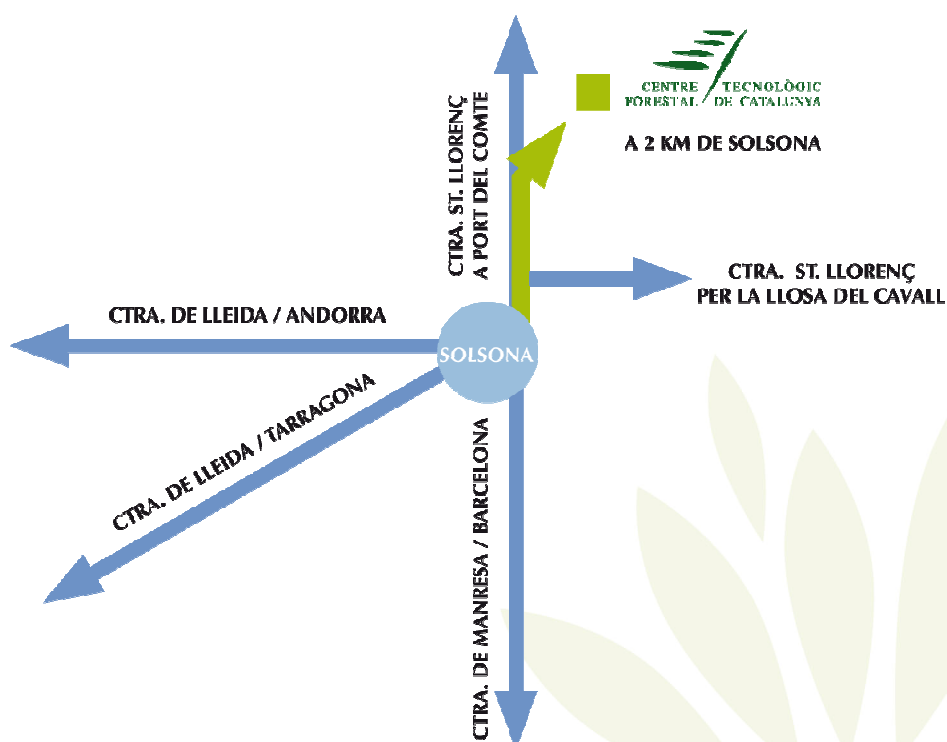 CENTRE TECNOLÒGIC
FORESTAL DE CATALUNYA
A 2 KM DE SOLSONA
CTRA. ST. LLORENÇ
A PORT DEL COMTE
CTRA. ST. LLORENÇ
PER LA LLOSA DEL CAVALL
CTRA. DE LLEIDA / ANDORRA
SOLSONA
CTRA. DE LLEIDA / TARRAGONA
CTRA. DE MANRESA / BARCELONA